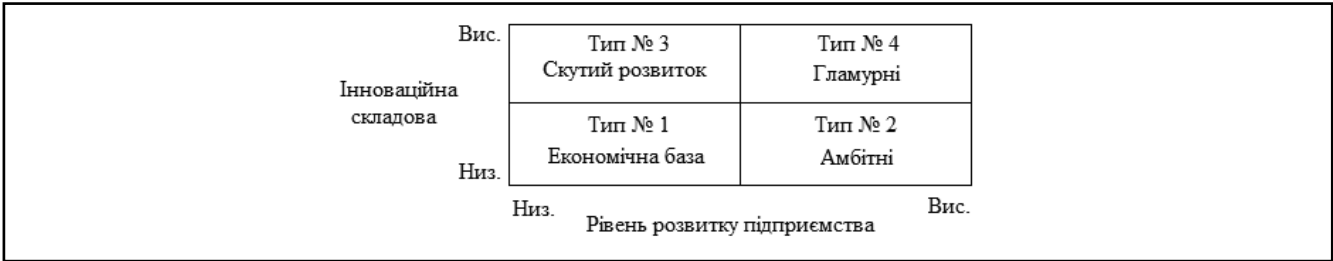 Вис.
Тип № 3
Скутий розвиток
Тип № 4
Гламурні
Інноваційна
складова
Тип № 1
Економічна база
Тип № 2
Амбітні
Низ.
Низ.
Вис.
Рівень розвитку підприємства